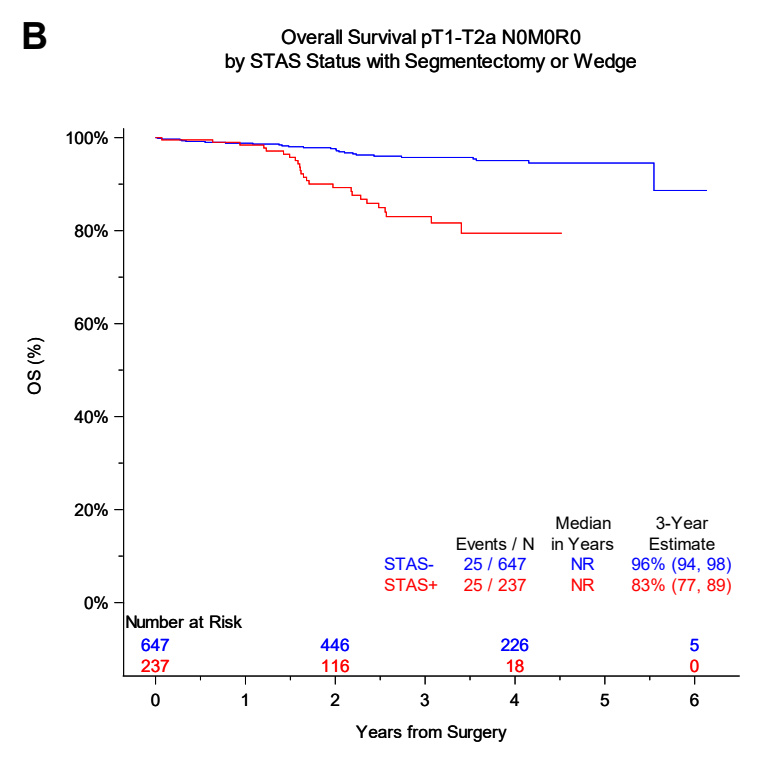 B
Overall Survival pT1-T2a N0M0R0
by STAS Status with Segmentectomy or Wedge
100%
80%
60%
40%
20%
0%
OS (%)
Median 3-Year
Events / N in Years Estimate
STAS- 25 / 647 NR 96% (94, 98)
STAS+ 25 / 237 NR 83% (77, 89)
Number at Risk
647 446 226 5
237 116 18 0
0 1 2 3 4 5 6
Years from Surgery